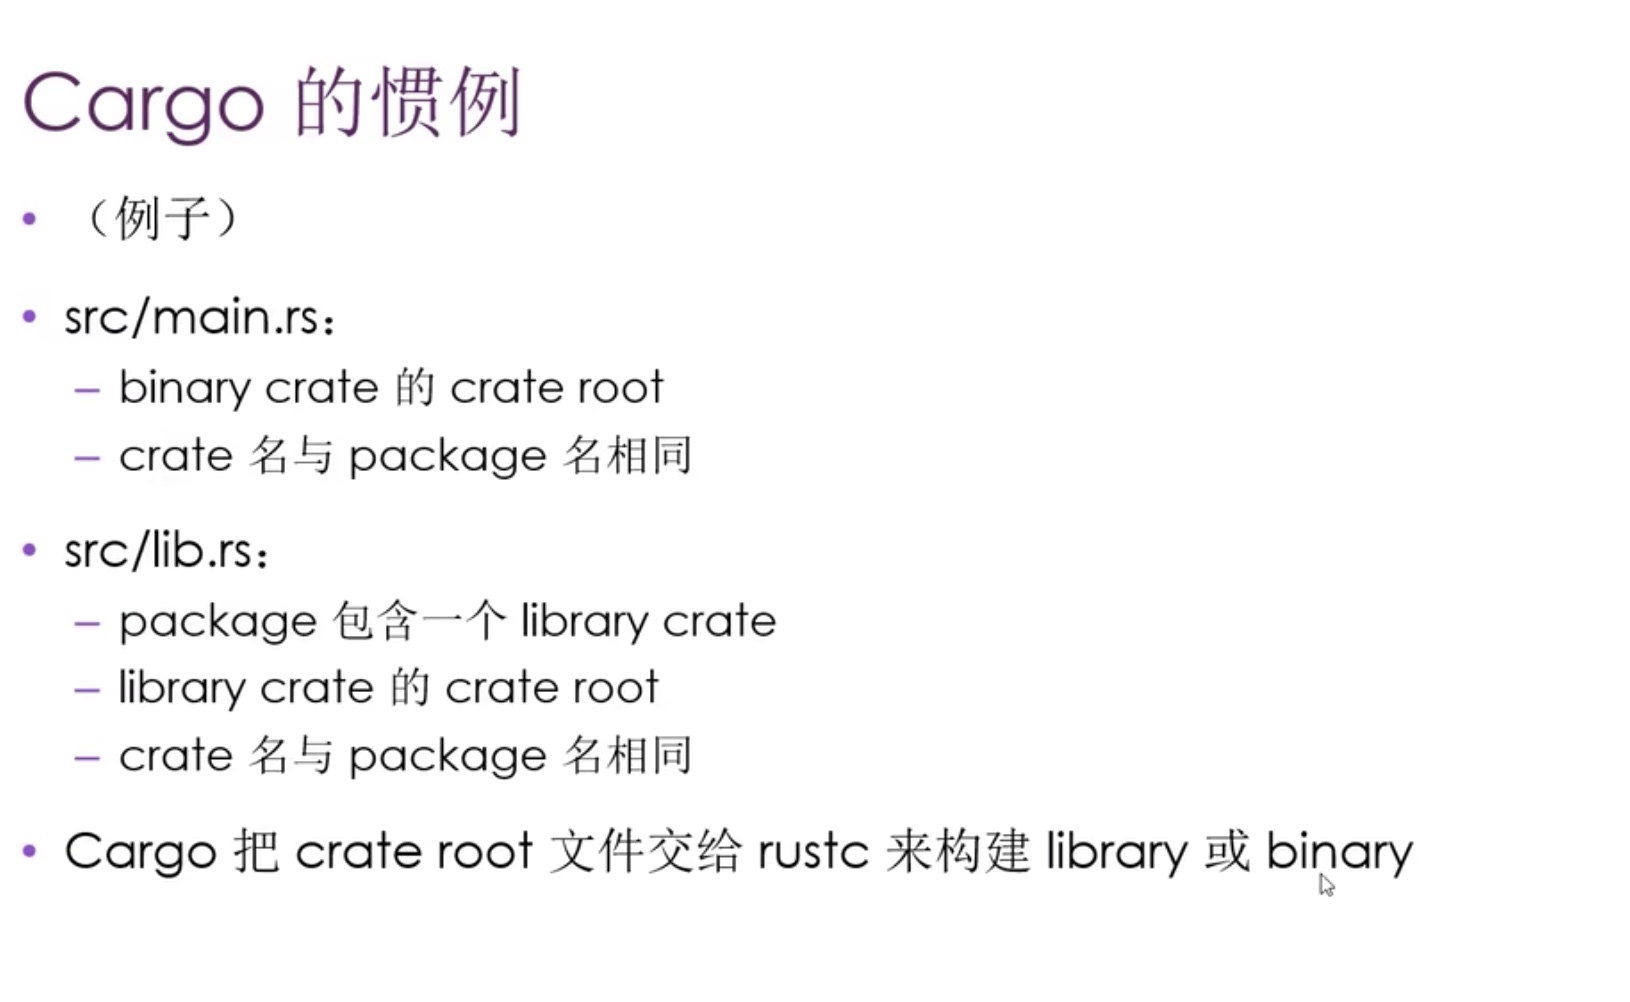 Cargo 的惯例
• （例子）
• src/main.rs：
– binary crate 的 crate root
– crate 名与 package 名相同
• src/lib.rs：
– package 包含一个 library crate
– library crate 的 crate root
– crate 名与 package 名相同
• Cargo 把 crate root 文件交给 rustc 来构建 library 或 binary